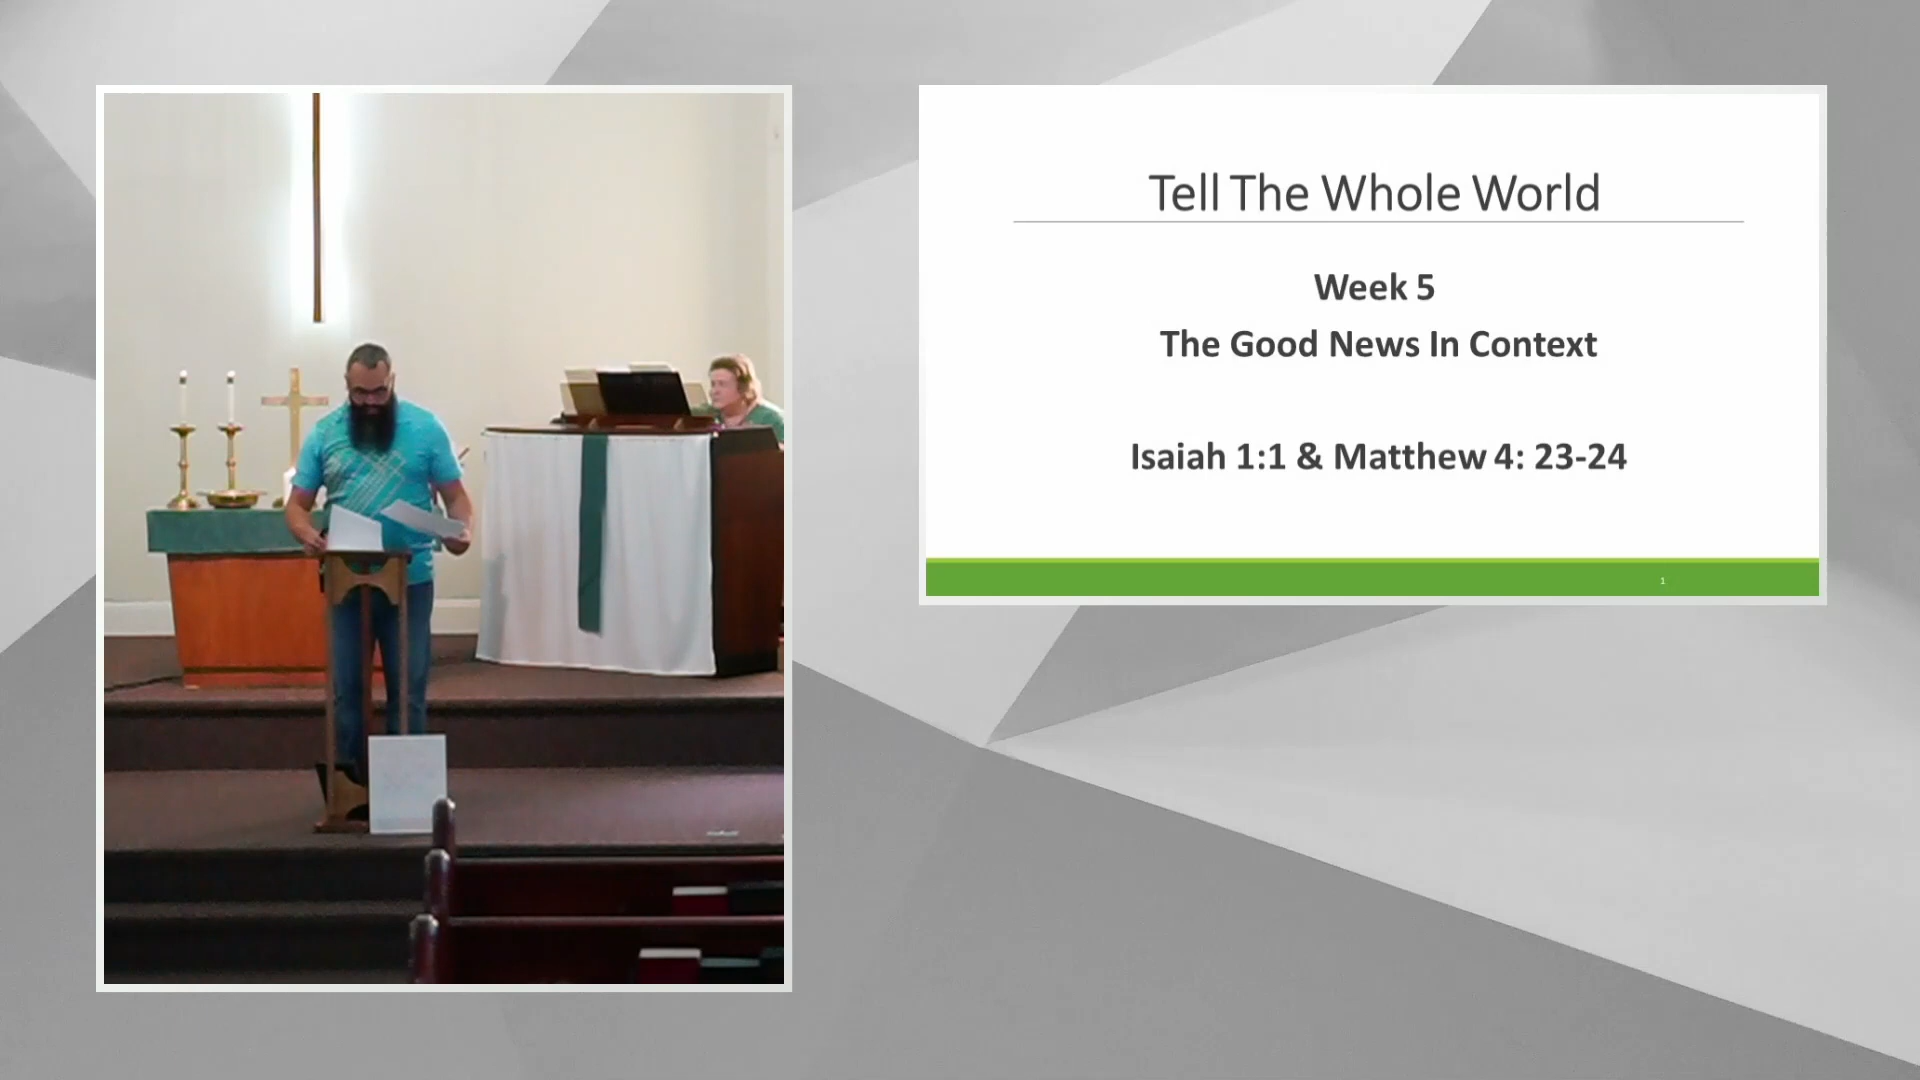 Tell The Whole World
Week 5
The Good News In Context
Isaiah 1:1 & Matthew 4: 23-24
1